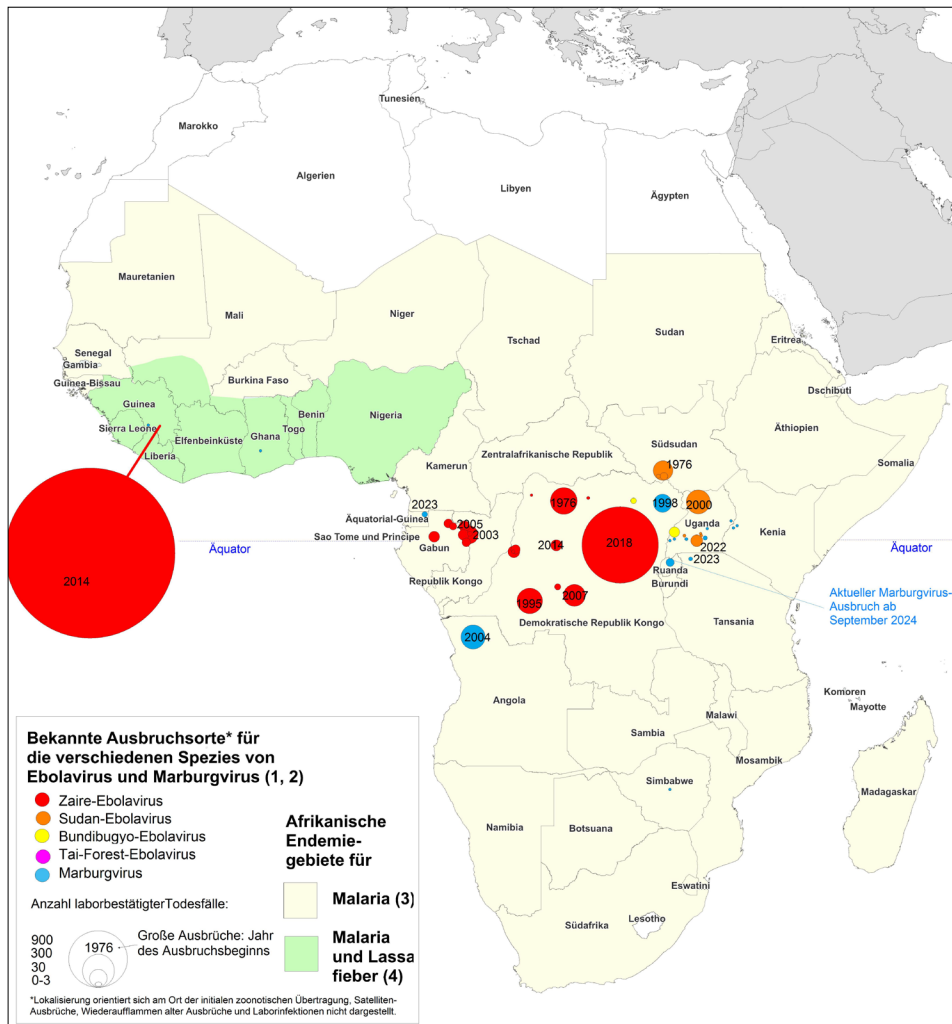 Tunesien
Marokko
Algerien
Libyen
Ägypten
Mauretanien
Mali
Niger
Tschad
Sudan
Eritrea
Senegal
Gambia
Guinea-Bissau
Burkina Faso
Dschibuti
Guinea
Benin
Nigeria
Sierra Leone
Elfenbeinküste
Ghana
Togo
Äthiopien
Liberia
Südsudan
Zentralafrikanische Republik
Somalia
Kamerun
1976
2023
1976
1998
2000
Äquatorial-Guinea
2005
Uganda
Kenia
Sao Tome und Principe
2003
Gabun
2014
2018
2022
Äquator
Äquator
2023
Ruanda
Republik Kongo
Burundi
2014
Aktueller Marburgvirus-
Ausbruch ab
September 2024
1995
2007
Demokratische Republik Kongo
Tansania
2004
Komoren
Mayotte
Angola
Malawi
Sambia
Mosambik
Simbabwe
Madagaskar
Namibia
Botsuana
Eswatini
Südafrika
Lesotho
Bekannte Ausbruchsorte* für
die verschiedenen Spezies von
Ebolavirus und Marburgvirus (1, 2)
Zaire-Ebolavirus
Sudan-Ebolavirus
Bundibugyo-Ebolavirus
Tai-Forest-Ebolavirus
Marburgvirus
Anzahl laborbestätigterTodesfälle:
900
300
30
0-3
1976
Große Ausbrüche: Jahr
des Ausbruchsbeginns
Afrikanische
Endemie-
gebiete für
Malaria (3)
Malaria
und Lassa
fieber (4)
*Lokalisierung orientiert sich am Ort der initialen zoonotischen Übertragung, Satelliten-
Ausbrüche, Wiederaufflammen alter Ausbrüche und Laborinfektionen nicht dargestellt.